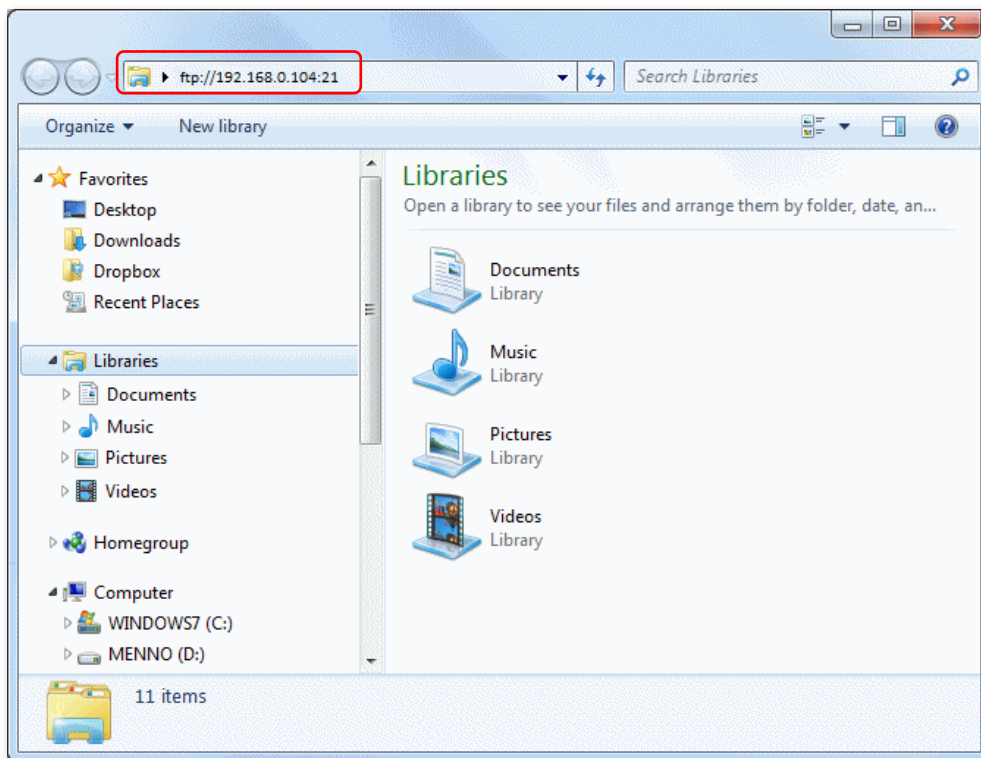 ftp://192.168.0.104:21
Search Libraries
Organize
New library
Favorites
Desktop
Downloads
Dropbox
Recent Places
Libraries
Documents
Music
Pictures
Videos
Homegroup
Computer
WINDOWS7 (C:)
MENNO (D:)
Libraries
Open a library to see your files and arrange them by folder, date, an...
Documents
Library
Music
Library
Pictures
Library
Videos
Library
11 items